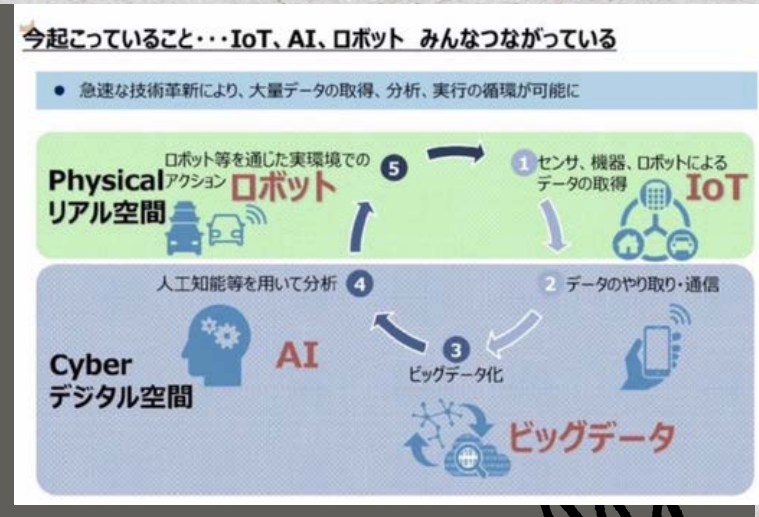 今起こっていること・・・IoT、AI、ロボット みんなつながっている
● 急速な技術革新により、大量データの取得、分析、実行の循環が可能に
Physical
リアル空間
ロボット等を通じた実環境での
アクション ロボット
5
1 センサ、機器、ロボットによる
データの取得
IoT
人工知能等を用いて分析 4
2 データのやり取り・通信
AI
3
ビッグデータ化
Cyber
デジタル空間
ビッグデータ